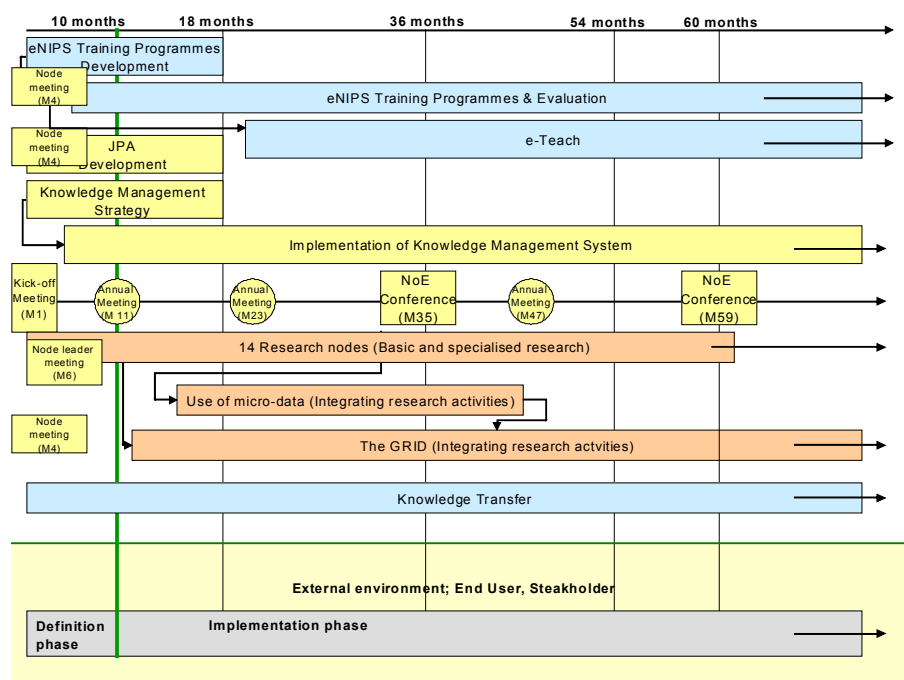 10 months 18 months 36 months 54 months 60 months
eNIPS Training Programmes
Development
Node
meeting
(M4)
eNIPS Training Programmes & Evaluation
e-Teach
Node
meeting
(M4)
JPA
Development
Knowledge Management
Strategy
Implementation of Knowledge Management System
Kick-off
Meeting
(M1)
Annual
Meeting
(M 11)
Annual
Meeting
(M23)
NoE
Conference
(M35)
Annual
Meeting
(M47)
NoE
Conference
(M59)
14 Research nodes (Basic and specialised research)
Node leader
meeting
(M6)
Use of micro-data (Integrating research activities)
Node
meeting
(M4)
The GRID (Integrating research actvities)
Knowledge Transfer
External environment; End User, Steakholder
Definition
phase
Implementation phase